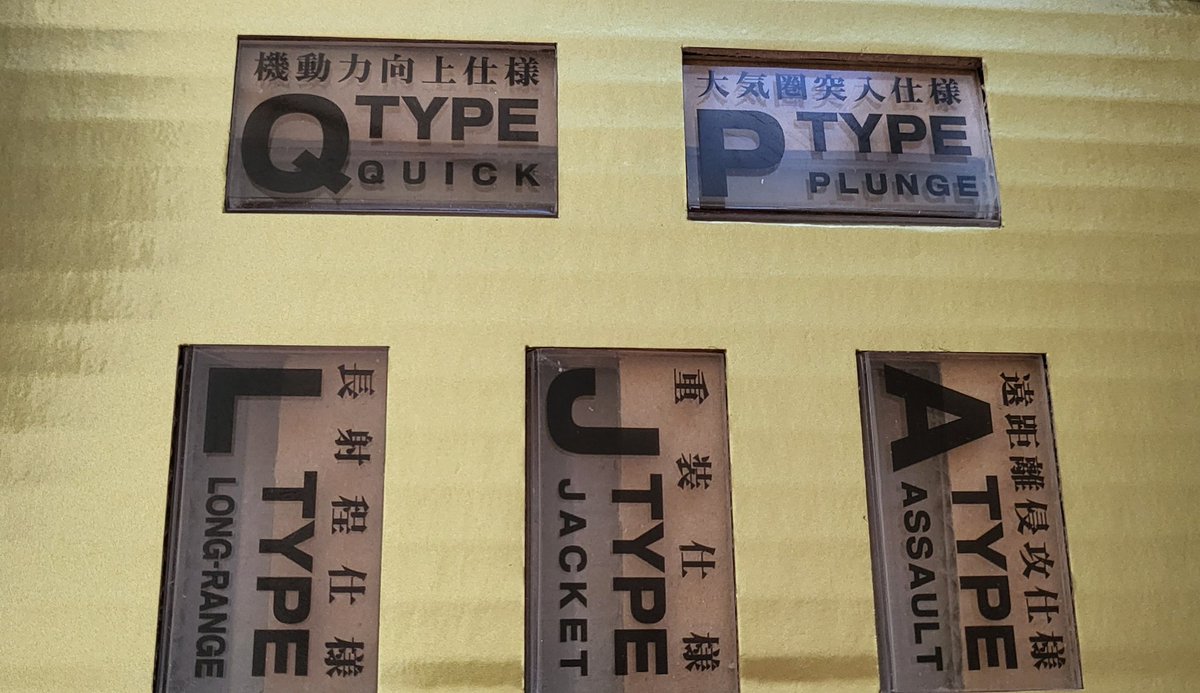 機動力向上仕様
Q TYPE
QUICK
大気圏突入仕様
P TYPE
PLUNGE
長射程仕様
L TYPE
LONG-RANGE
重装仕様
J TYPE
JACKET
遠距離侵攻仕様
A TYPE
ASSAULT